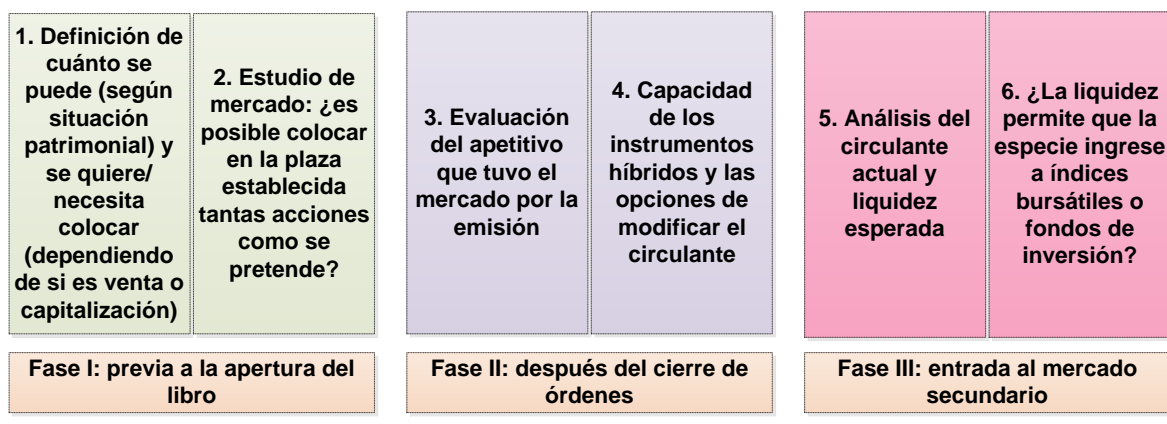 1. Definición de
cuánto se
puede (según
situación
patrimonial) y
se quiere/
necesita
colocar
(dependiendo
de si es venta o
capitalización)
2. Estudio de
mercado: ¿es
posible colocar
en la plaza
establecida
tantas acciones
como se
pretende?
3. Evaluación
del apetitivo
que tuvo el
mercado por la
emisión
4. Capacidad
de los
instrumentos
híbridos y las
opciones de
modificar el
circulante
5. Análisis del
circulante
actual y
liquidez
esperada
6. ¿La liquidez
permite que la
especie ingrese
a índices
bursátiles o
fondos de
inversión?
Fase I: previa a la apertura del
libro
Fase II: después del cierre de
órdenes
Fase III: entrada al mercado
secundario